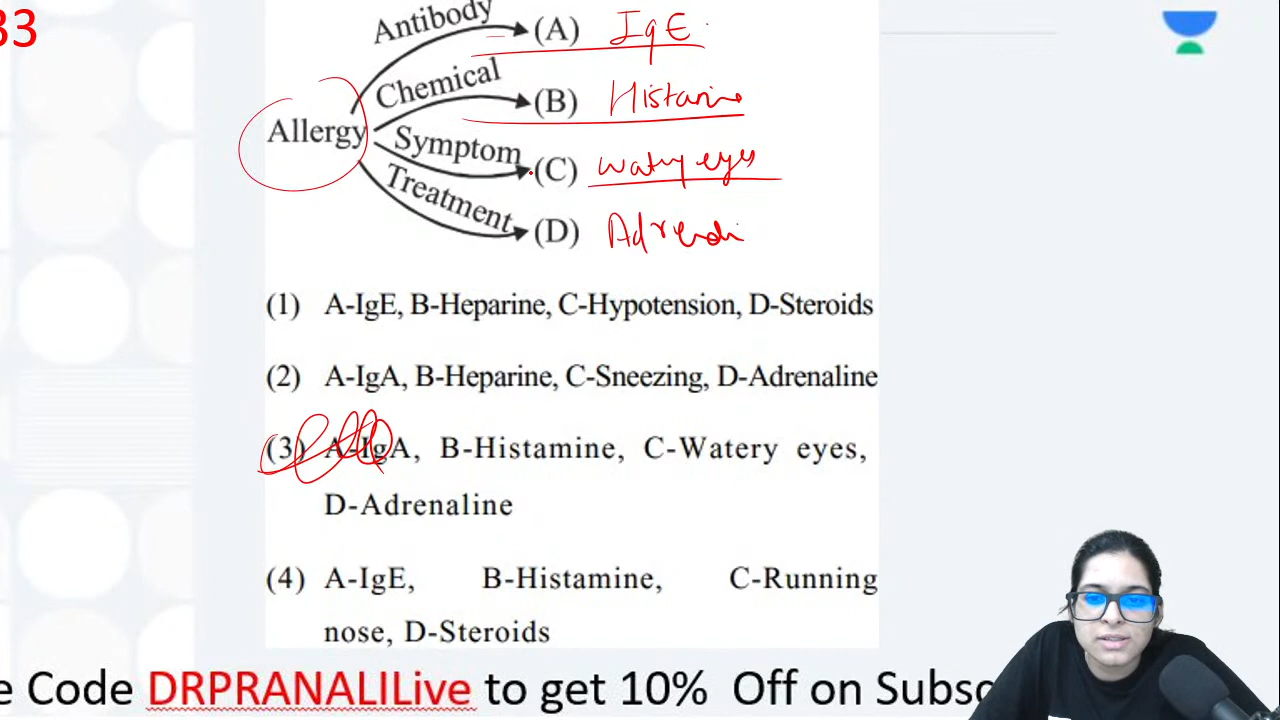 33
Antibody (A) IgE
Chemical (B) Histamine
Allergy
Symptom (C) watery eyes
Treatment (D)
(1) A-IgE, B-Heparine, C-Hypotension, D-Steroids
(2) A-IgA, B-Heparine, C-Sneezing, D-Adrenaline
(3) A-IgA, B-Histamine, C-Watery eyes,
D-Adrenaline
(4) A-IgE, B-Histamine, C-Running
nose, D-Steroids
e Code DRPRANALILive to get 10% Off on Subsc